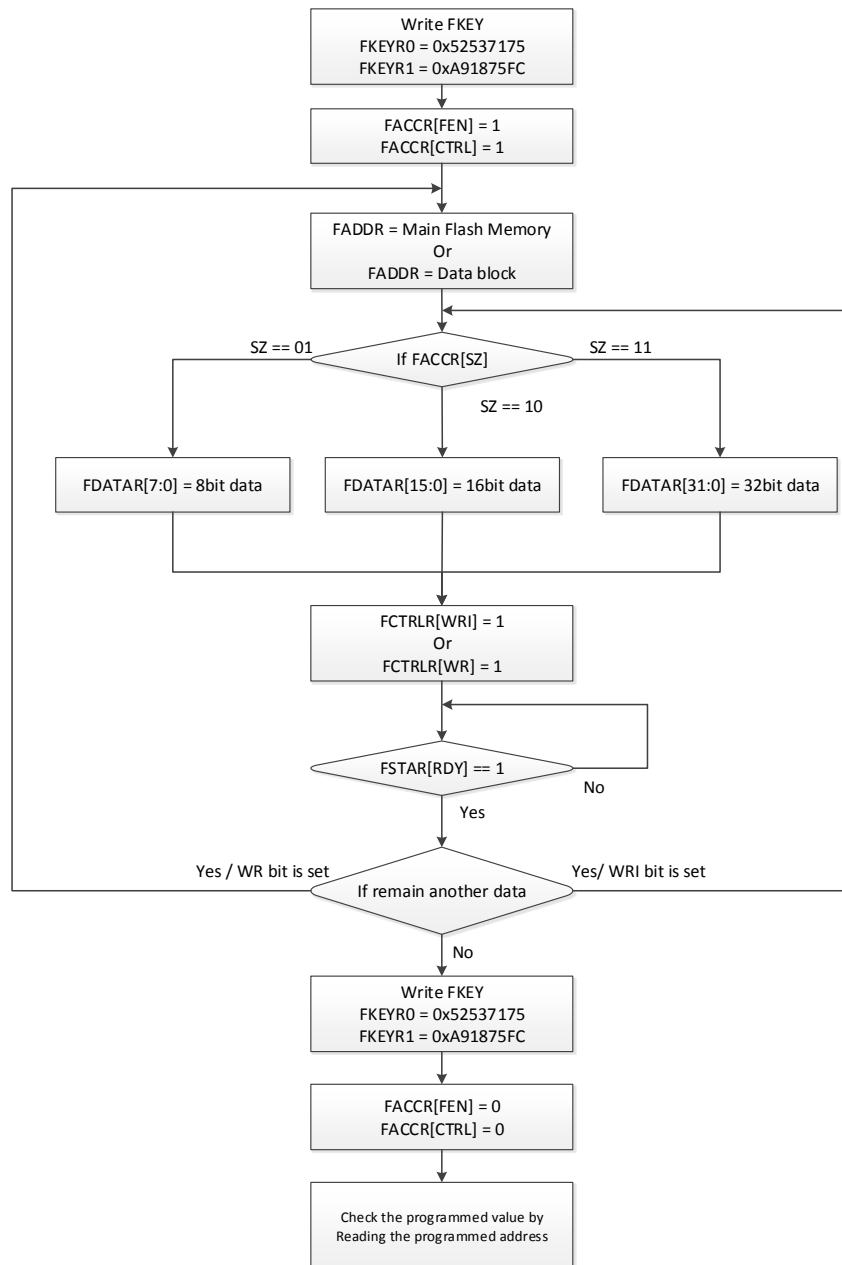 Write FKEY
FKEYR0 = 0x52537175
FKEYR1 = 0xA91875FC
FACCR[FEN] = 1
FACCR[CTRL] = 1
FADDR = Main Flash Memory
Or
FADDR = Data block
If FACCR[SZ]
SZ == 01
SZ == 11
SZ == 10
FDATAR[7:0] = 8bit data
FDATAR[15:0] = 16bit data
FDATAR[31:0] = 32bit data
FCTRLR[WRI] = 1
Or
FCTRLR[WR] = 1
FSTAR[RDY] == 1
No
Yes
Yes / WR bit is set
If remain another data
Yes/ WRI bit is set
No
Write FKEY
FKEYR0 = 0x52537175
FKEYR1 = 0xA91875FC
FACCR[FEN] = 0
FACCR[CTRL] = 0
Check the programmed value by
Reading the programmed address